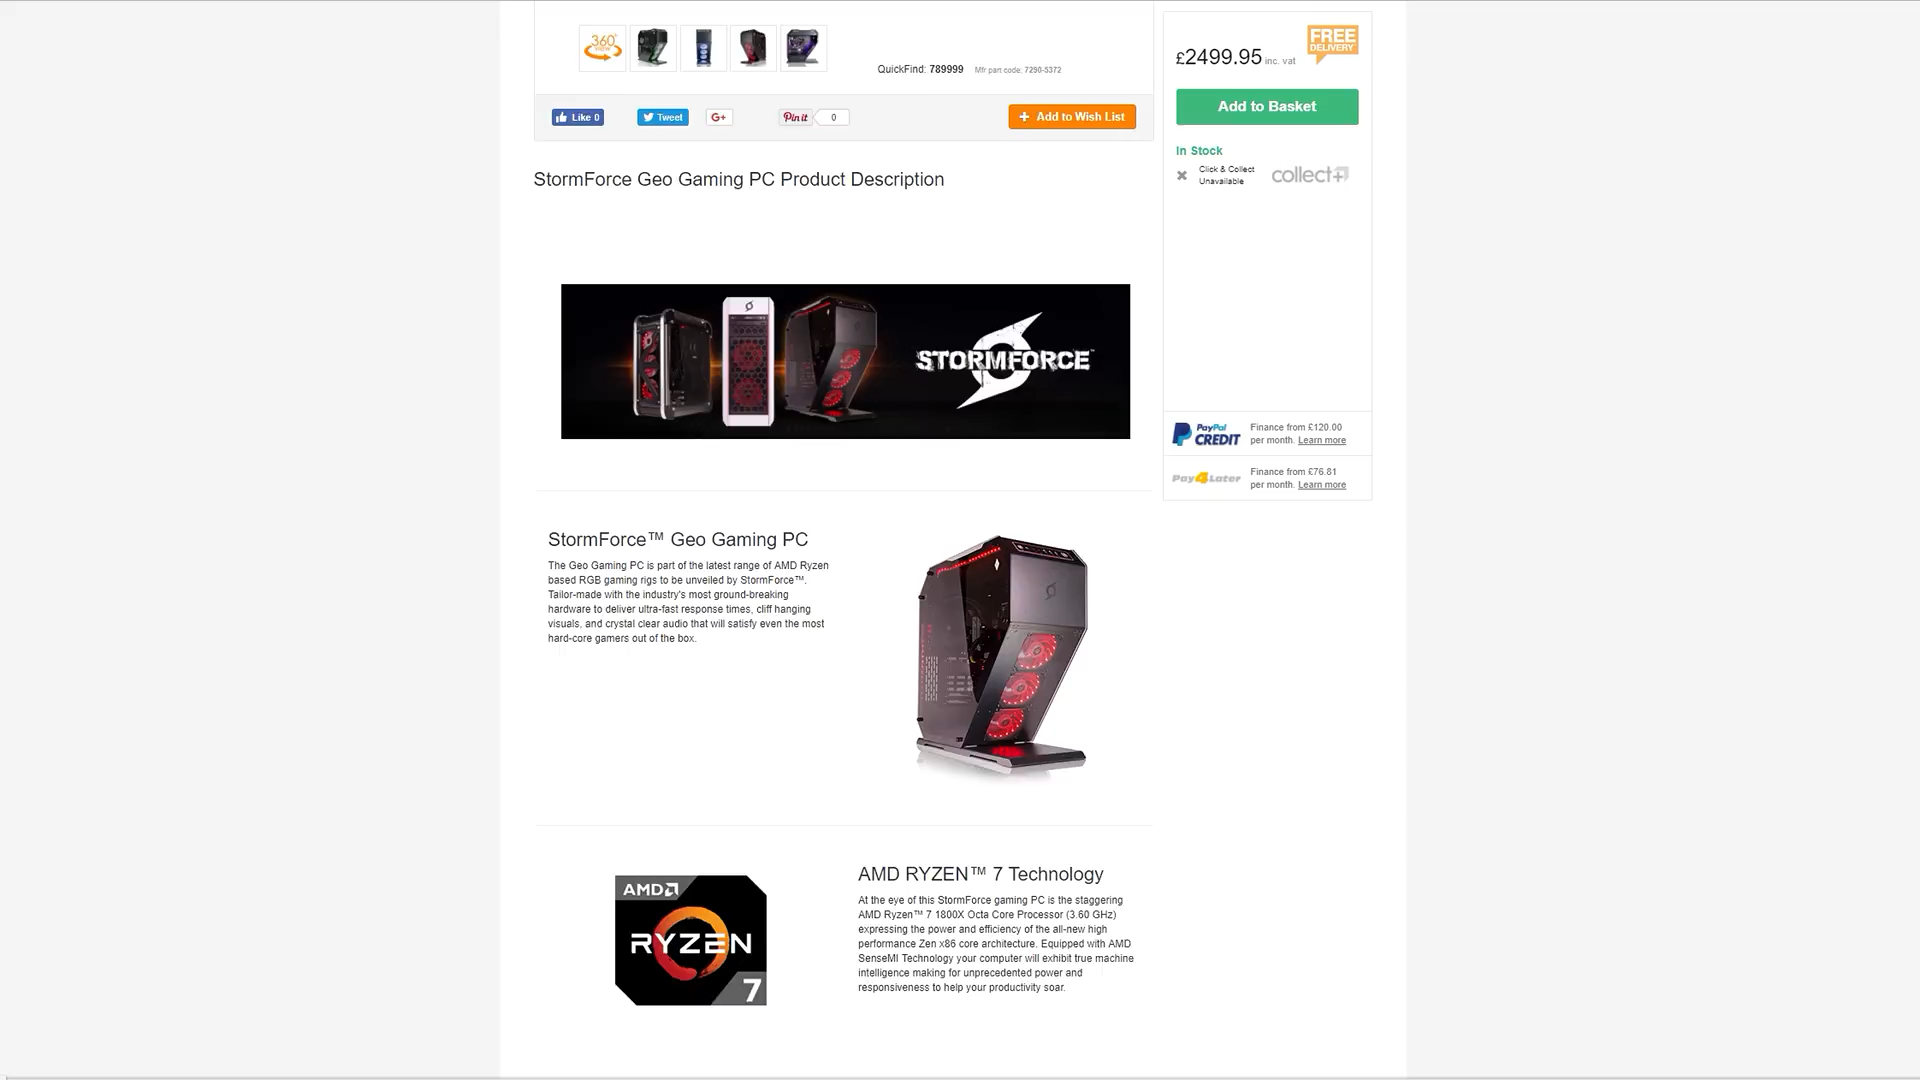 360°
VIEW
QuickFind: 789999 Mfr part code: 7290-5372
Like 0
Tweet
G+
Pin it
0
+ Add to Wish List
£2499.95 inc. vat
FREE
DELIVERY
Add to Basket
In Stock
Click & Collect
Unavailable
collect+
PayPal
CREDIT
Finance from £120.00
per month. Learn more
Pay4Later
Finance from £76.81
per month. Learn more
StormForce Geo Gaming PC Product Description
STORMFORCE™
StormForce™ Geo Gaming PC
The Geo Gaming PC is part of the latest range of AMD Ryzen
based RGB gaming rigs to be unveiled by StormForce™.
Tailor-made with the industry's most ground-breaking
hardware to deliver ultra-fast response times, cliff hanging
visuals, and crystal clear audio that will satisfy even the most
hard-core gamers out of the box.
AMD
RYZEN
7
AMD RYZEN™ 7 Technology
At the eye of this StormForce gaming PC is the staggering
AMD Ryzen™ 7 1800X Octa Core Processor (3.60 GHz)
expressing the power and efficiency of the all-new high
performance Zen x86 core architecture. Equipped with AMD
SenseMI Technology your computer will exhibit true machine
intelligence making for unprecedented power and
responsiveness to help your productivity soar.